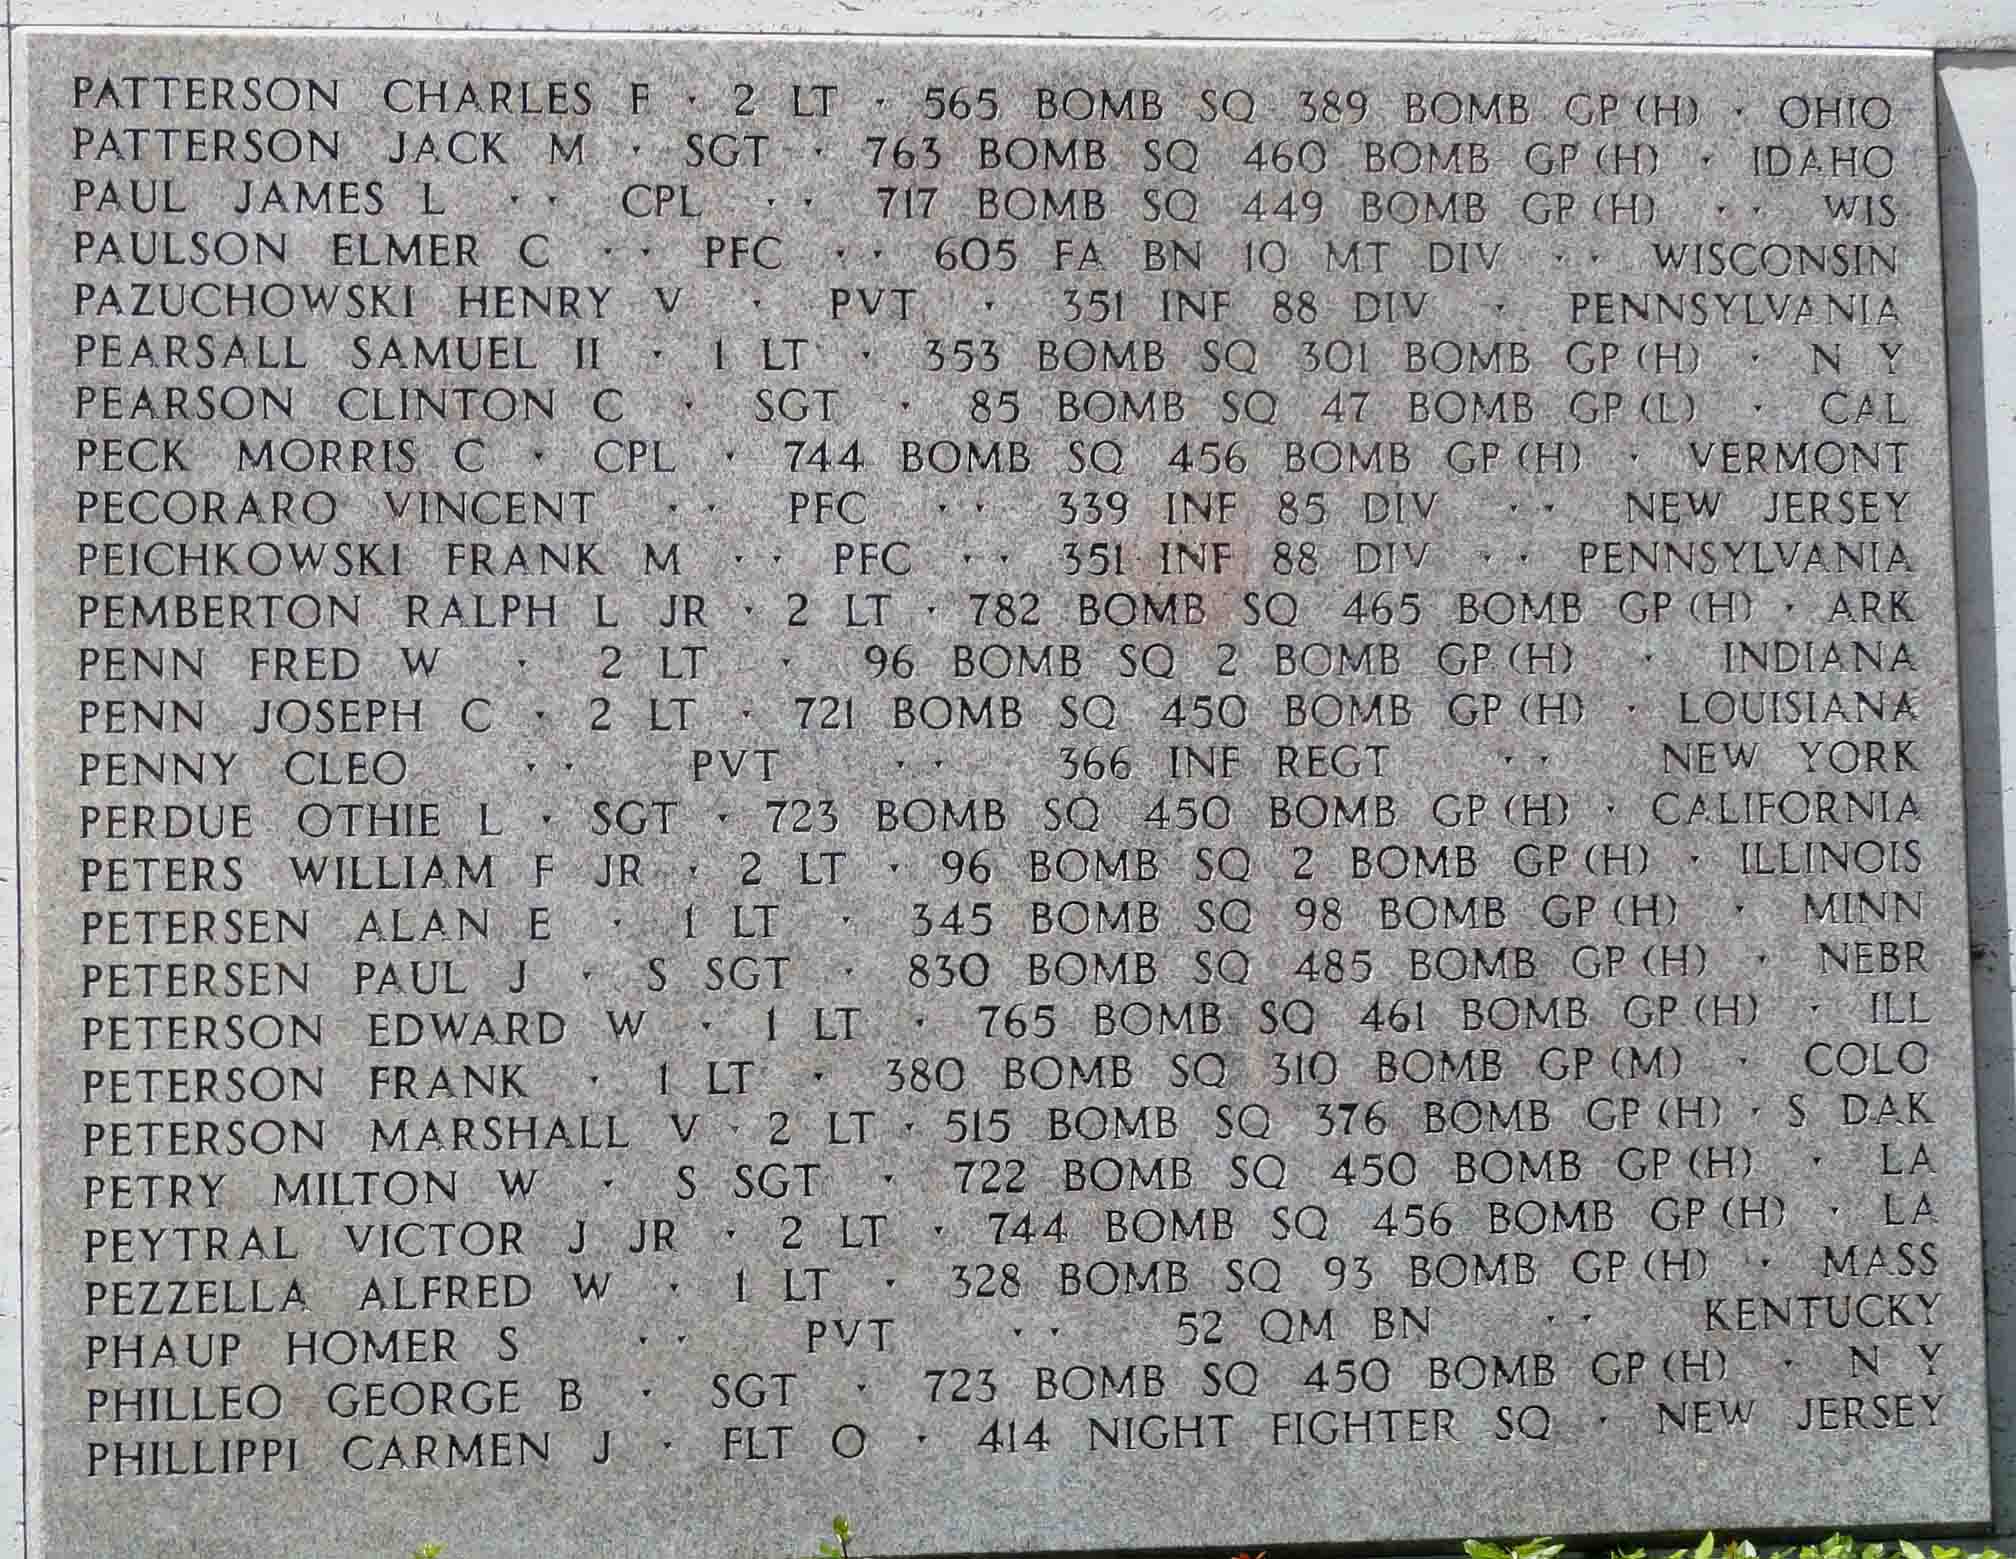 PATTERSON CHARLES F · 2 LT · 565 BOMB SQ 389 BOMB GP (H) · OHIO
PATTERSON JACK M · SGT · 763 BOMB SQ 460 BOMB GP (H) · IDAHO
PAUL JAMES L · · CPL · · 717 BOMB SQ 449 BOMB GP (H) · · WIS
PAULSON ELMER C · · PFC · · 605 FA BN 10 MT DIV · · WISCONSIN
PAZUCHOWSKI HENRY V · PVT · 351 INF 88 DIV · PENNSYLVANIA
PEARSALL SAMUEL II · 1 LT · 353 BOMB SQ 301 BOMB GP (H) · N Y
PEARSON CLINTON C · SGT · 85 BOMB SQ 47 BOMB GP (L) · CAL
PECK MORRIS C · CPL · 744 BOMB SQ 456 BOMB GP (H) · VERMONT
PECORARO VINCENT · · PFC · · 339 INF 85 DIV · · NEW JERSEY
PEICHKOWSKI FRANK M · · PFC · · 351 INF 88 DIV · · PENNSYLVANIA
PEMBERTON RALPH L JR · 2 LT · 782 BOMB SQ 465 BOMB GP (H) · ARK
PENN FRED W · 2 LT · 96 BOMB SQ 2 BOMB GP (H) · INDIANA
PENN JOSEPH C · 2 LT · 721 BOMB SQ 450 BOMB GP (H) · LOUISIANA
PENNY CLEO · · PVT · · 366 INF REGT · · NEW YORK
PERDUE OTHIE L · SGT · 723 BOMB SQ 450 BOMB GP (H) · CALIFORNIA
PETERS WILLIAM F JR · 2 LT · 96 BOMB SQ 2 BOMB GP (H) · ILLINOIS
PETERSEN ALAN E · 1 LT · 345 BOMB SQ 98 BOMB GP (H) · MINN
PETERSEN PAUL J · S SGT · 830 BOMB SQ 485 BOMB GP (H) · NEBR
PETERSON EDWARD W · 1 LT · 765 BOMB SQ 461 BOMB GP (H) · ILL
PETERSON FRANK · 1 LT · 380 BOMB SQ 310 BOMB GP (M) · COLO
PETERSON MARSHALL V · 2 LT · 515 BOMB SQ 376 BOMB GP (H) · S DAK
PETRY MILTON W · S SGT · 722 BOMB SQ 450 BOMB GP (H) · LA
PEYTRAL VICTOR J JR · 2 LT · 744 BOMB SQ 456 BOMB GP (H) · LA
PEZZELLA ALFRED W · 1 LT · 328 BOMB SQ 93 BOMB GP (H) · MASS
PHAUP HOMER S · · PVT · · 52 QM BN · · KENTUCKY
PHILLEO GEORGE B · SGT · 723 BOMB SQ 450 BOMB GP (H) · N Y
PHILLIPPI CARMEN J · FLT O · 414 NIGHT FIGHTER SQ · NEW JERSEY